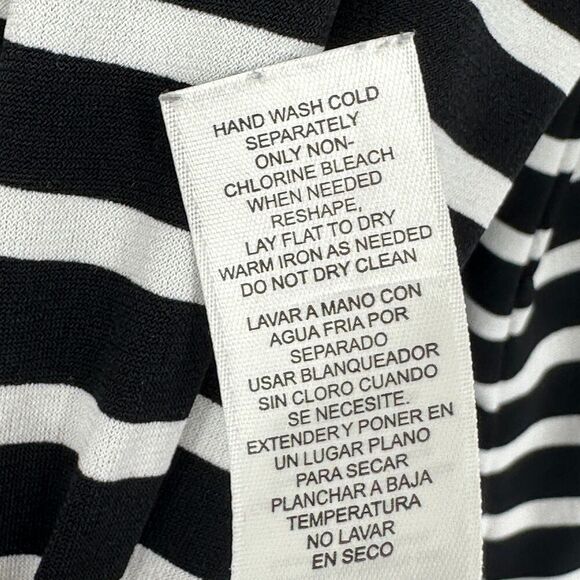 HAND WASH COLD
SEPARATELY
ONLY NON-
CHLORINE BLEACH
WHEN NEEDED
RESHAPE,
LAY FLAT TO DRY
WARM IRON AS NEEDED
DO NOT DRY CLEAN
LAVAR A MANO CON
AGUA FRIA POR
SEPARADO
USAR BLANQUEADOR
SIN CLORO CUANDO
SE NECESITE.
EXTENDER Y PONER EN
UN LUGAR PLANO
PARA SECAR
PLANCHAR A BAJA
TEMPERATURA
NO LAVAR
EN SECO